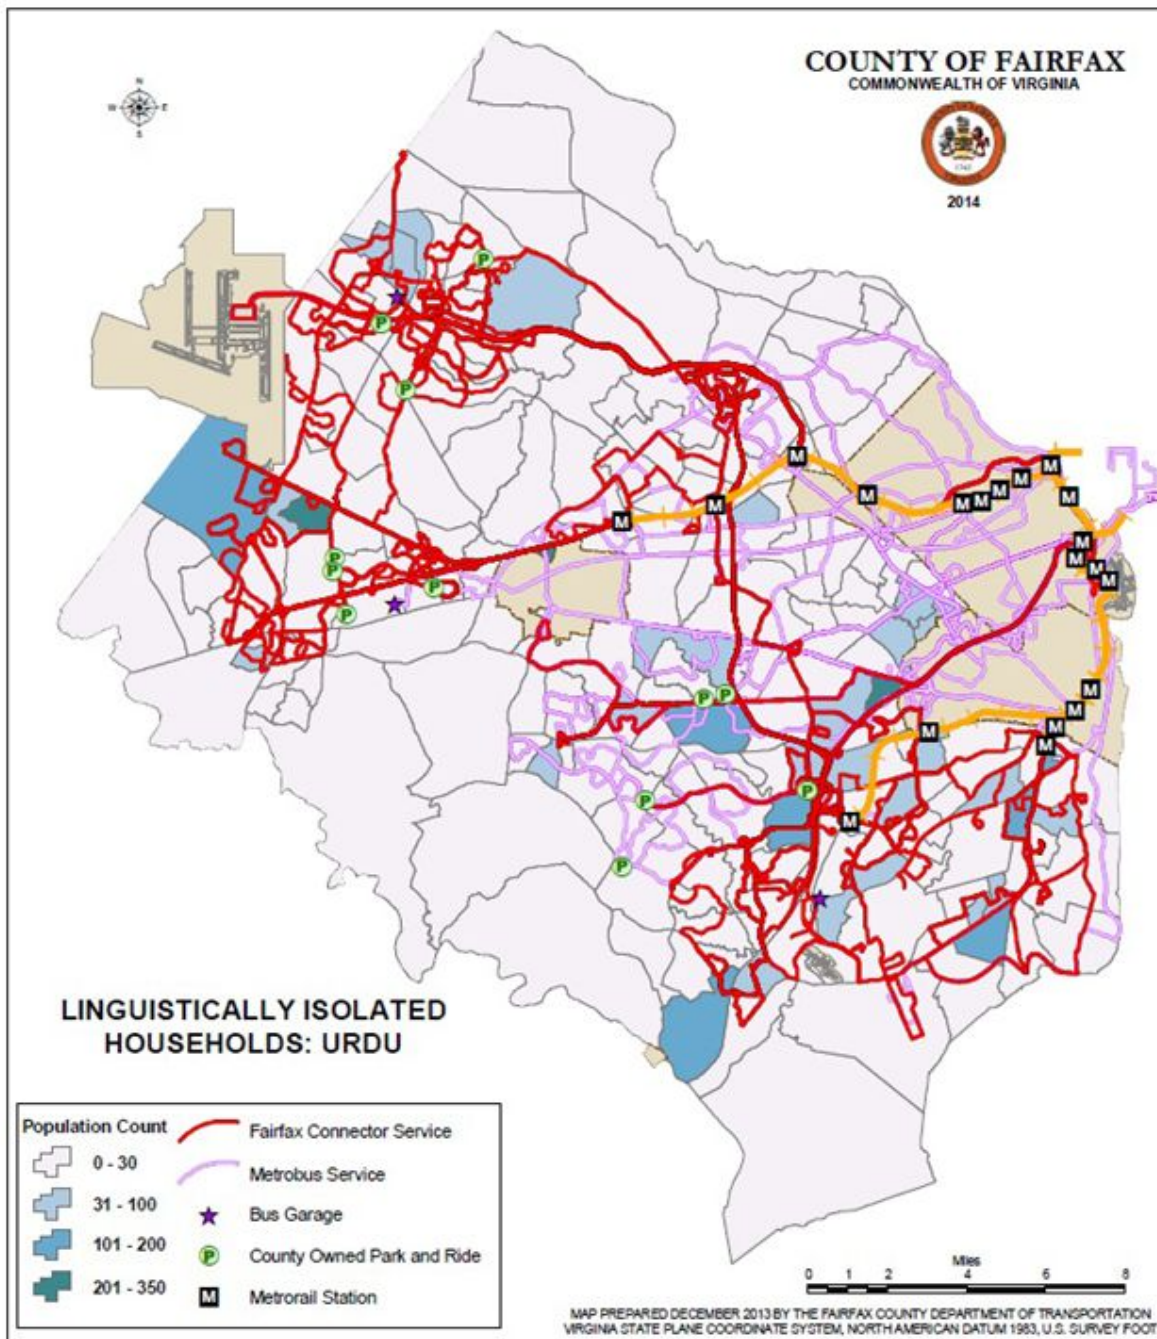 COUNTY OF FAIRFAX
COMMONWEALTH OF VIRGINIA
N
W E
S
1742
2014
LINGUISTICALLY ISOLATED
HOUSEHOLDS: URDU
Population Count
0 - 30
31 - 100
101 - 200
201 - 350
Fairfax Connector Service
Metrobus Service
Bus Garage
P County Owned Park and Ride
M Metrorail Station
Miles
0 1 2 4 6 8
MAP PREPARED DECEMBER 2013 BY THE FAIRFAX COUNTY DEPARTMENT OF TRANSPORTATION
VIRGINIA STATE PLANE COORDINATE SYSTEM, NORTH AMERICAN DATUM 1983, U.S. SURVEY FOOT